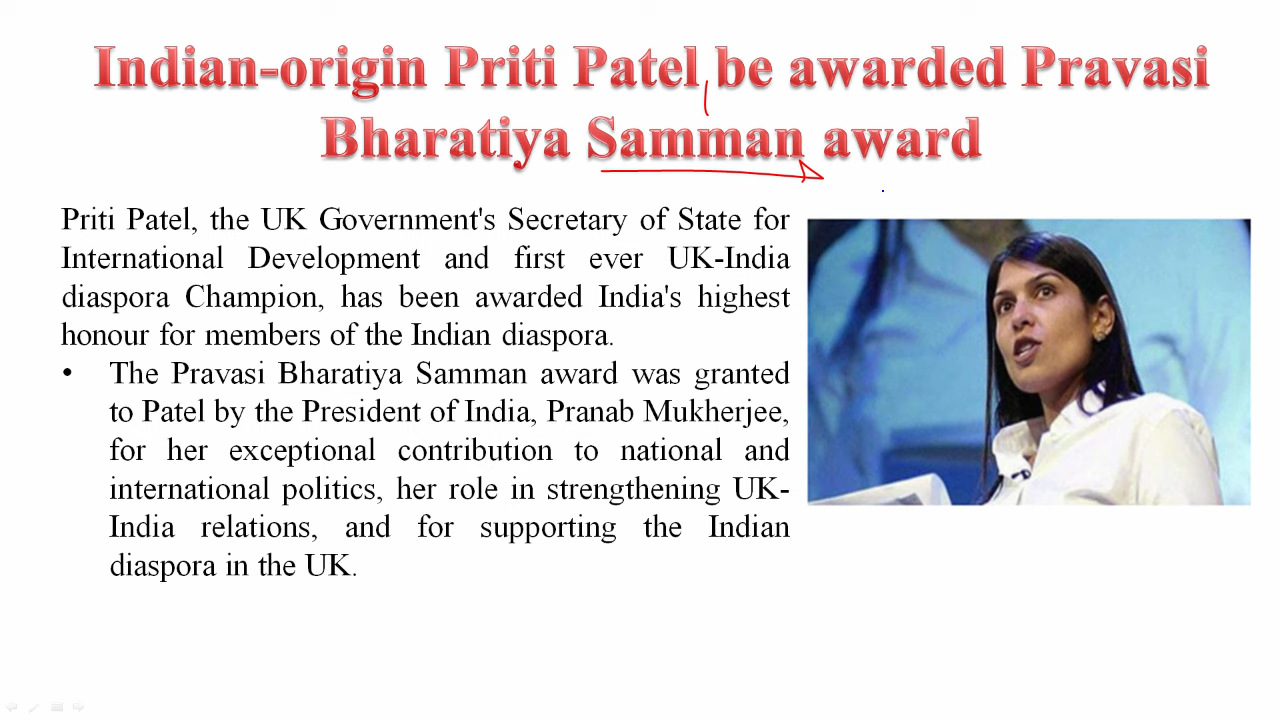 Indian-origin Priti Patel be awarded Pravasi
Bharatiya Samman award
Priti Patel, the UK Government's Secretary of State for
International Development and first ever UK-India
diaspora Champion, has been awarded India's highest
honour for members of the Indian diaspora.
• The Pravasi Bharatiya Samman award was granted
to Patel by the President of India, Pranab Mukherjee,
for her exceptional contribution to national and
international politics, her role in strengthening UK-
India relations, and for supporting the Indian
diaspora in the UK.